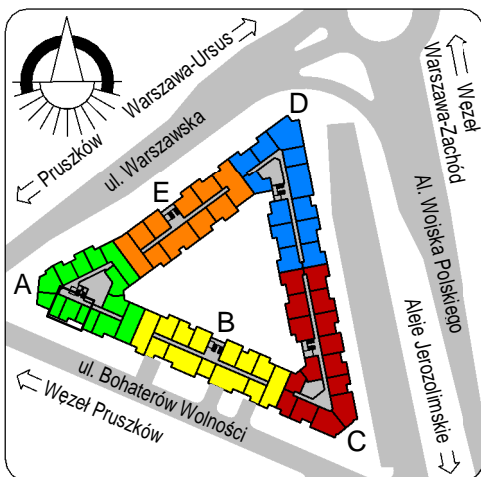 Warszawa-Ursus
Pruszków
ul. Warszawska
Węzeł
Warszawa-Zachód
D
E
Al. Wojska Polskiego
A
B
Aleje Jerozolimskie
ul. Bohaterów Wolności
Węzeł Pruszków
C